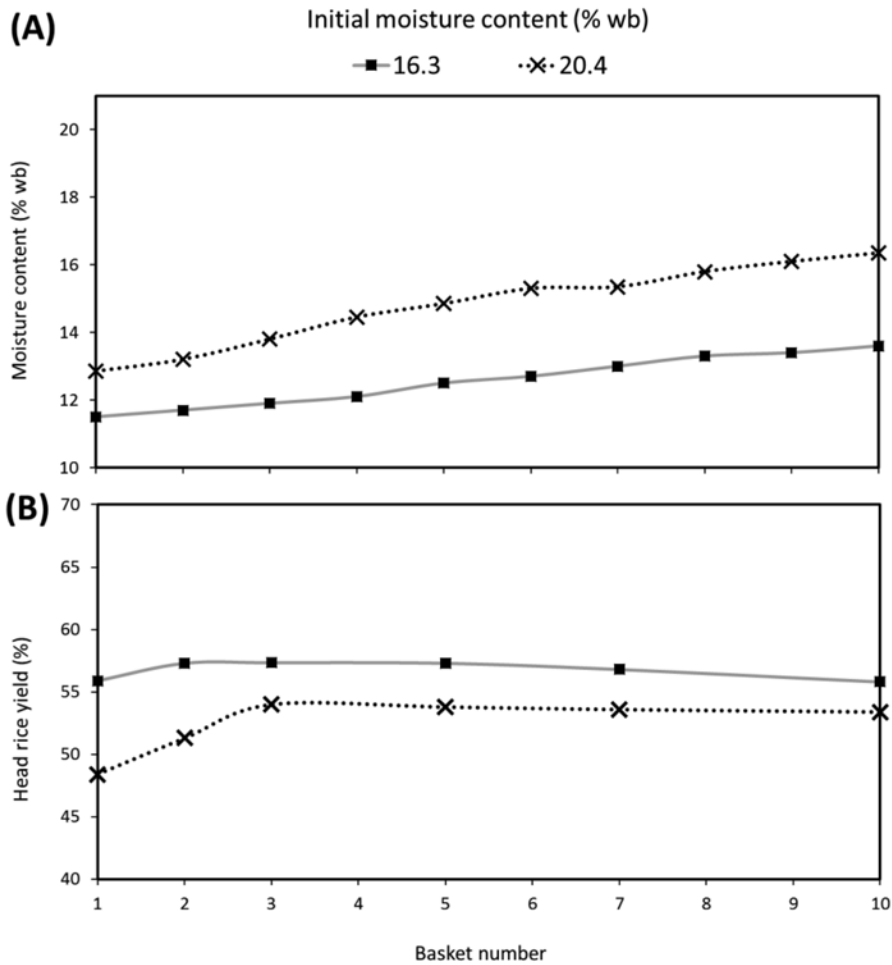 (A)
Initial moisture content (% wb)
16.3
20.4
Moisture content (% wb)
20
18
16
14
12
10
(B)
Head rice yield (%)
70
65
60
55
50
45
40
1 2 3 4 5 6 7 8 9 10
Basket number